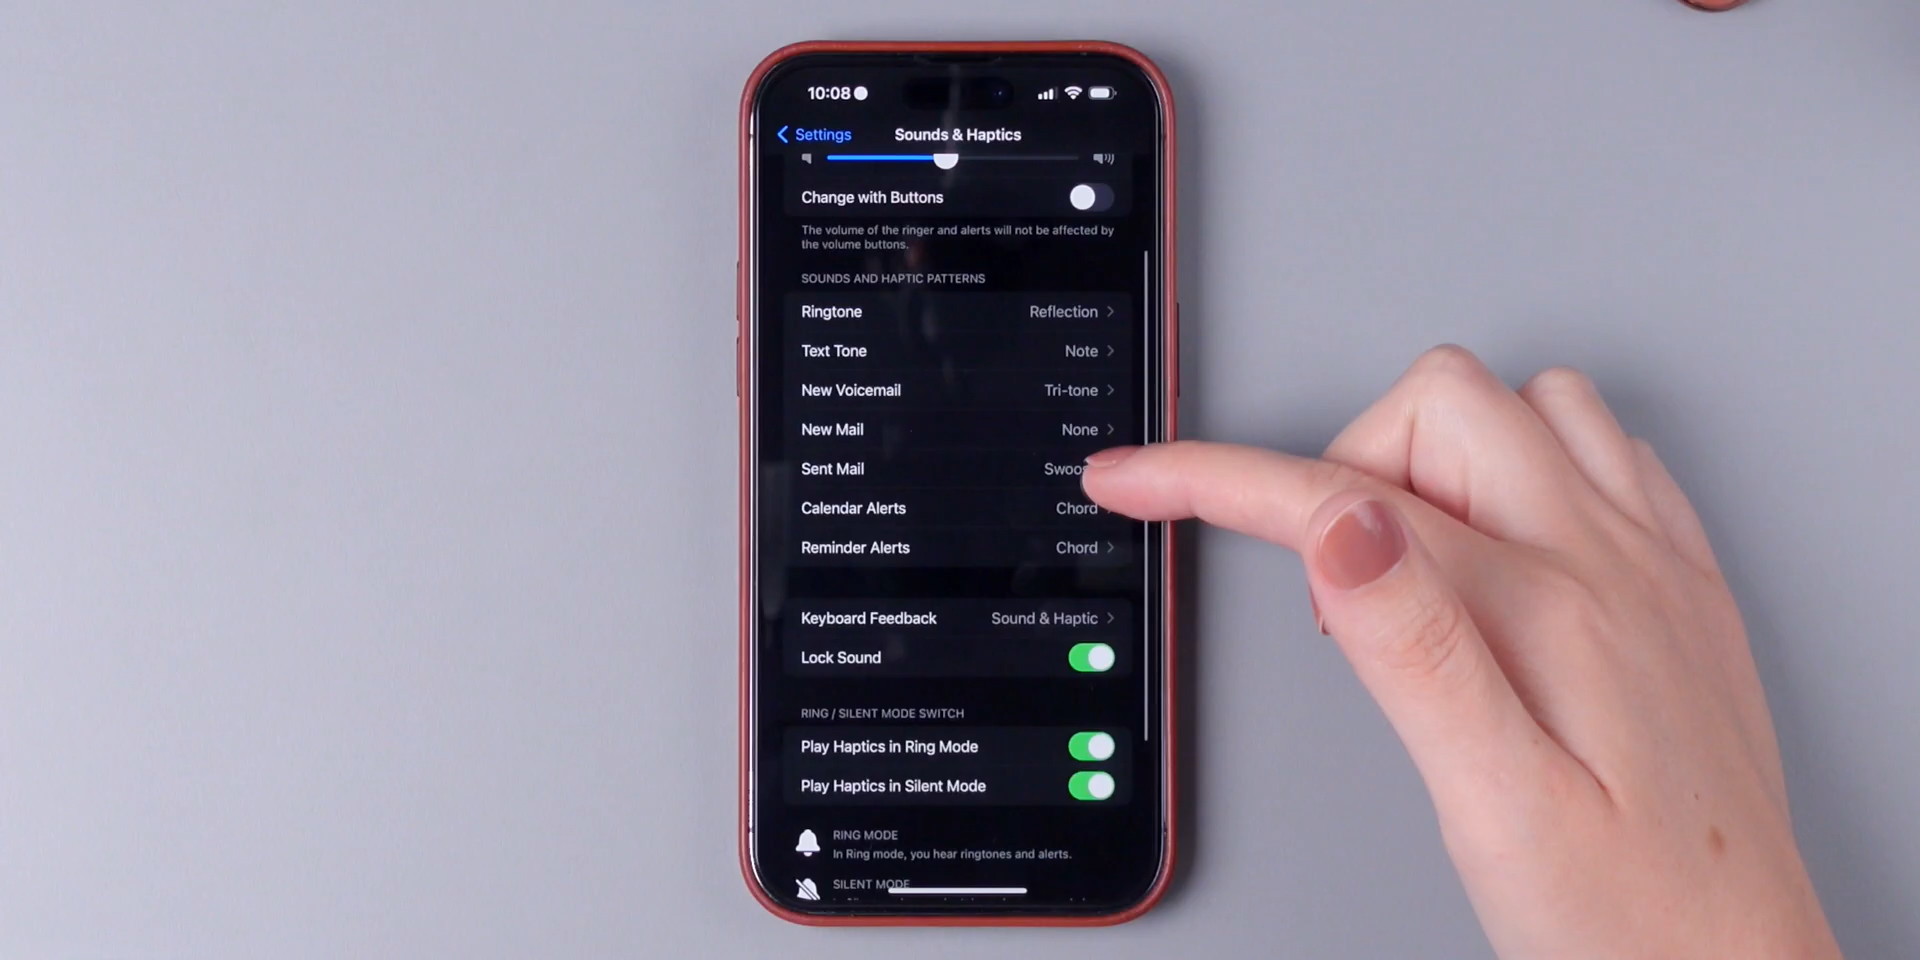 10:08
Settings
Sounds & Haptics
Change with Buttons
The volume of the ringer and alerts will not be affected by
the volume buttons.
SOUNDS AND HAPTIC PATTERNS
Ringtone Reflection
Text Tone Note
New Voicemail Tri-tone
New Mail None
Sent Mail Swoos
Calendar Alerts Chord
Reminder Alerts Chord
Keyboard Feedback Sound & Haptic
Lock Sound
RING / SILENT MODE SWITCH
Play Haptics in Ring Mode
Play Haptics in Silent Mode
RING MODE
In Ring mode, you hear ringtones and alerts.
SILENT MODE